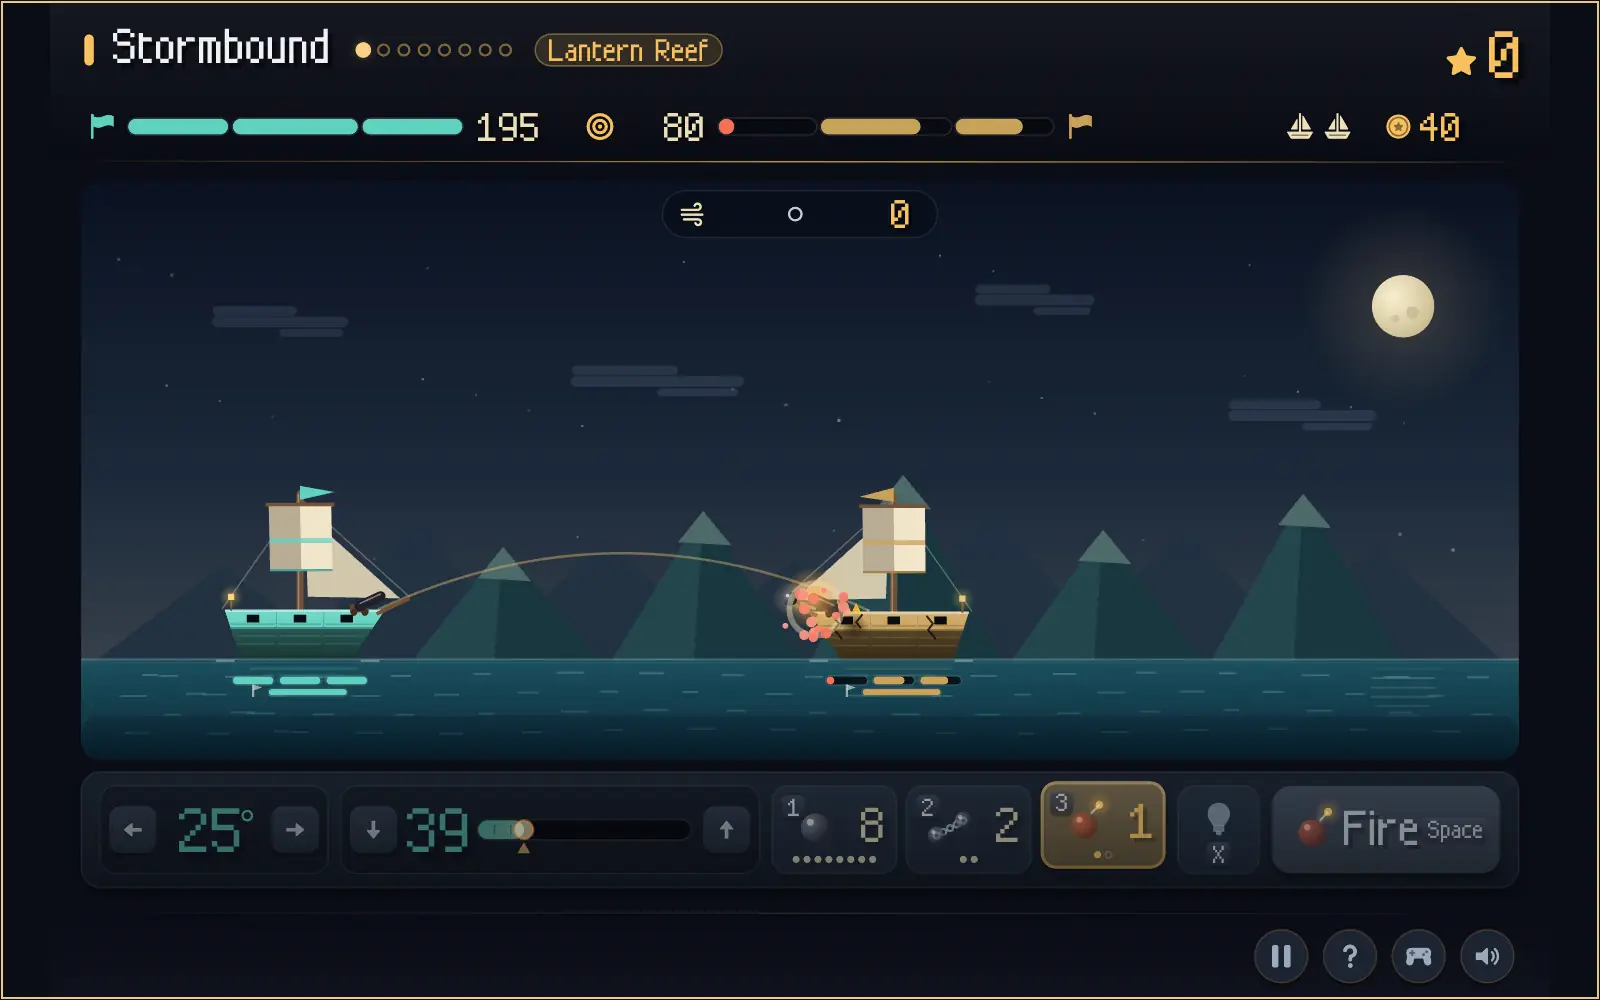 Stormbound Lantern Reef 0
195 80 40
0
25° 39 1 8 2 2 3 1 X Fire Space
?